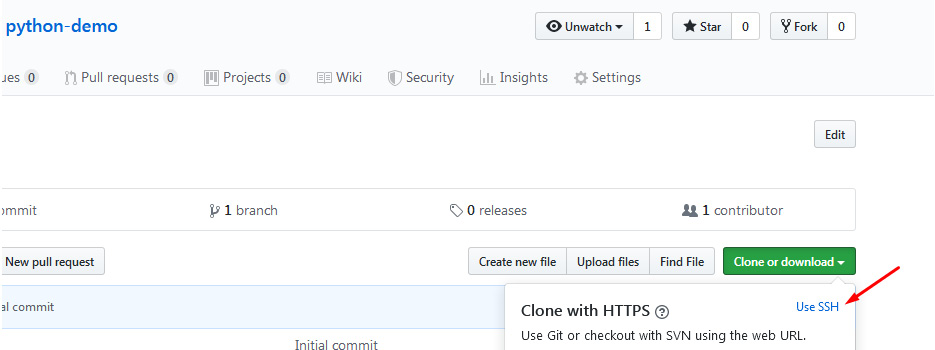 python-demo
Unwatch 1 Star 0 Fork 0
ues 0 Pull requests 0 Projects 0 Wiki Security Insights Settings
Edit
ommit 1 branch 0 releases 1 contributor
New pull request Create new file Upload files Find File Clone or download
al commit
Clone with HTTPS ? Use SSH
Use Git or checkout with SVN using the web URL.
Initial commit